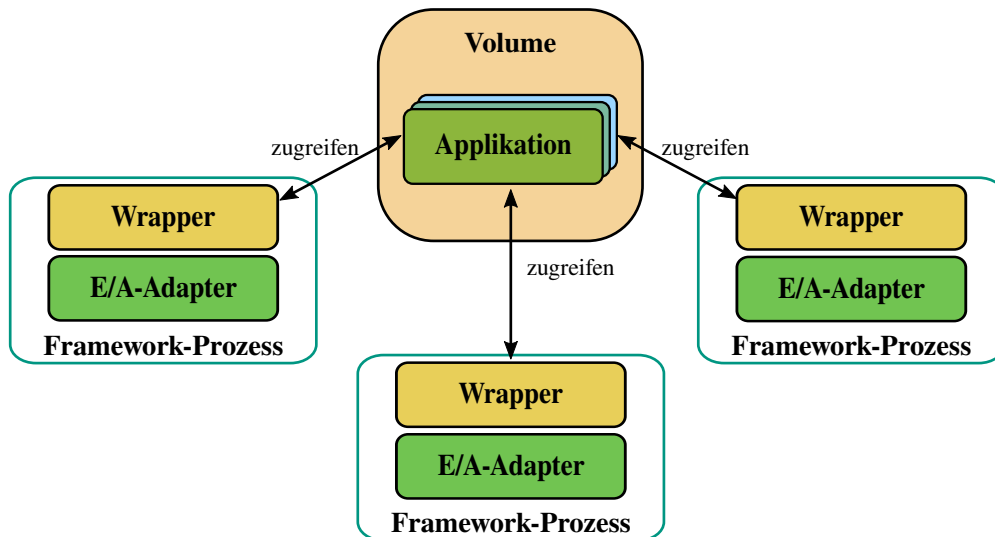 Volume
Applikation
zugreifen
zugreifen
Wrapper
E/A-Adapter
Framework-Prozess
zugreifen
Wrapper
E/A-Adapter
Framework-Prozess
Wrapper
E/A-Adapter
Framework-Prozess